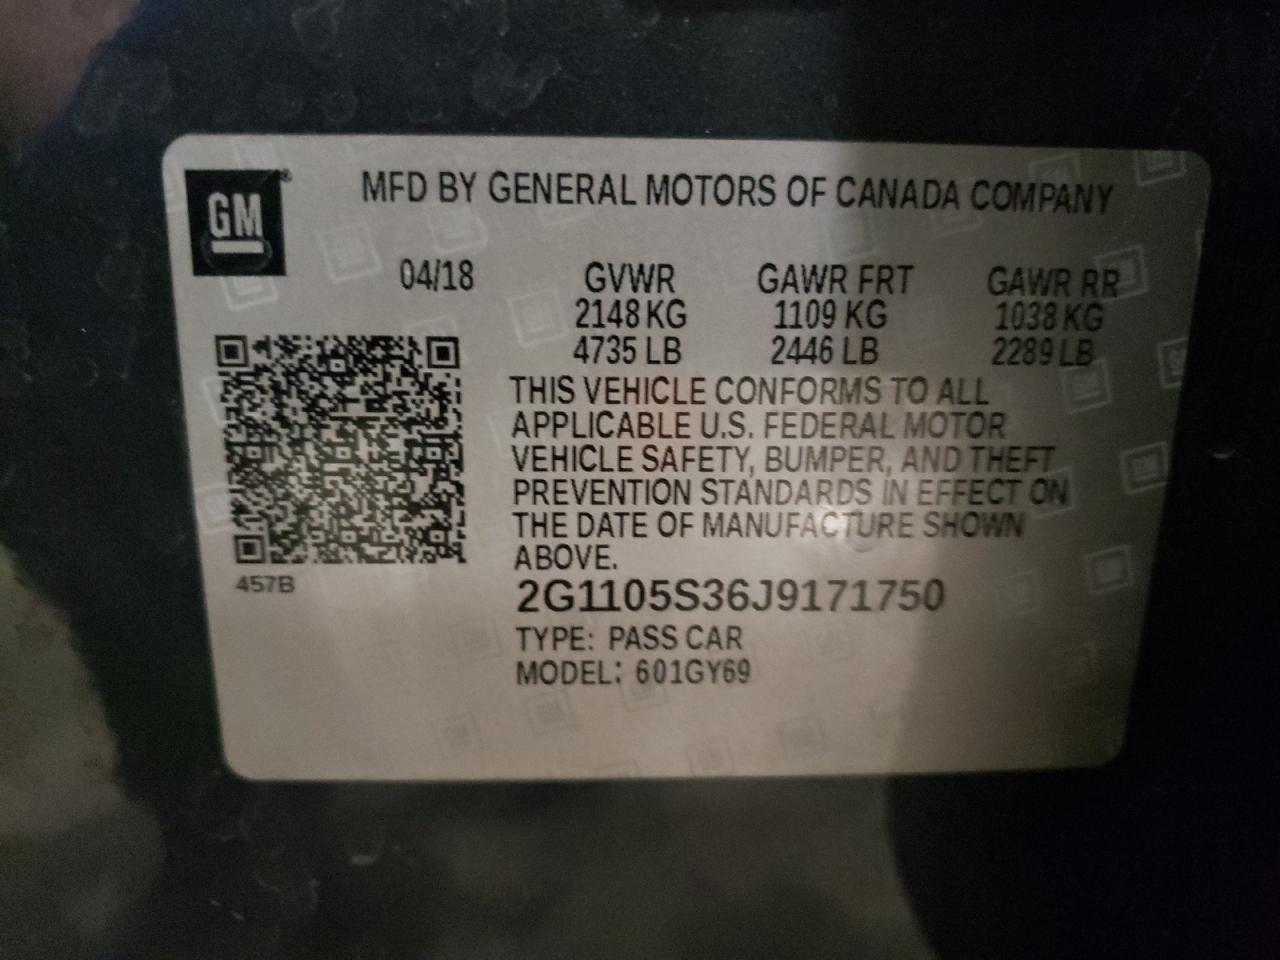 GM®
MFD BY GENERAL MOTORS OF CANADA COMPANY
04/18 GVWR GAWR FRT GAWR RR
2148 KG 1109 KG 1038 KG
4735 LB 2446 LB 2289 LB
THIS VEHICLE CONFORMS TO ALL
APPLICABLE U.S. FEDERAL MOTOR
VEHICLE SAFETY, BUMPER, AND THEFT
PREVENTION STANDARDS IN EFFECT ON
THE DATE OF MANUFACTURE SHOWN
ABOVE.
457B
2G1105S36J9171750
TYPE: PASS CAR
MODEL: 601GY69